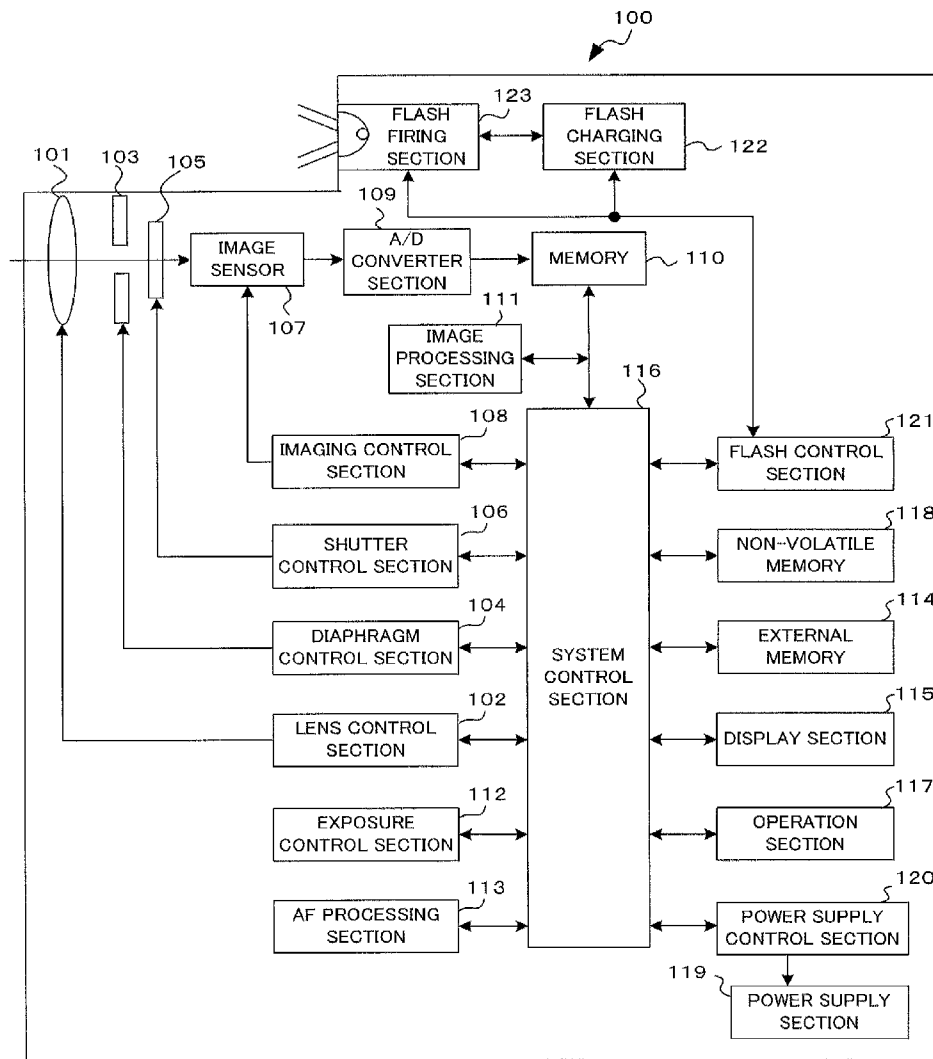 100
FLASH
FIRING
SECTION
123
FLASH
CHARGING
SECTION
122
101
103
105
109
IMAGE
SENSOR
107
A/D
CONVERTER
SECTION
MEMORY
110
111
IMAGE
PROCESSING
SECTION
116
SYSTEM
CONTROL
SECTION
108
IMAGING CONTROL
SECTION
106
SHUTTER
CONTROL SECTION
104
DIAPHRAGM
CONTROL SECTION
102
LENS CONTROL
SECTION
112
EXPOSURE
CONTROL SECTION
113
AF PROCESSING
SECTION
121
FLASH CONTROL
SECTION
118
NON-VOLATILE
MEMORY
114
EXTERNAL
MEMORY
115
DISPLAY SECTION
117
OPERATION
SECTION
120
POWER SUPPLY
CONTROL SECTION
119
POWER SUPPLY
SECTION